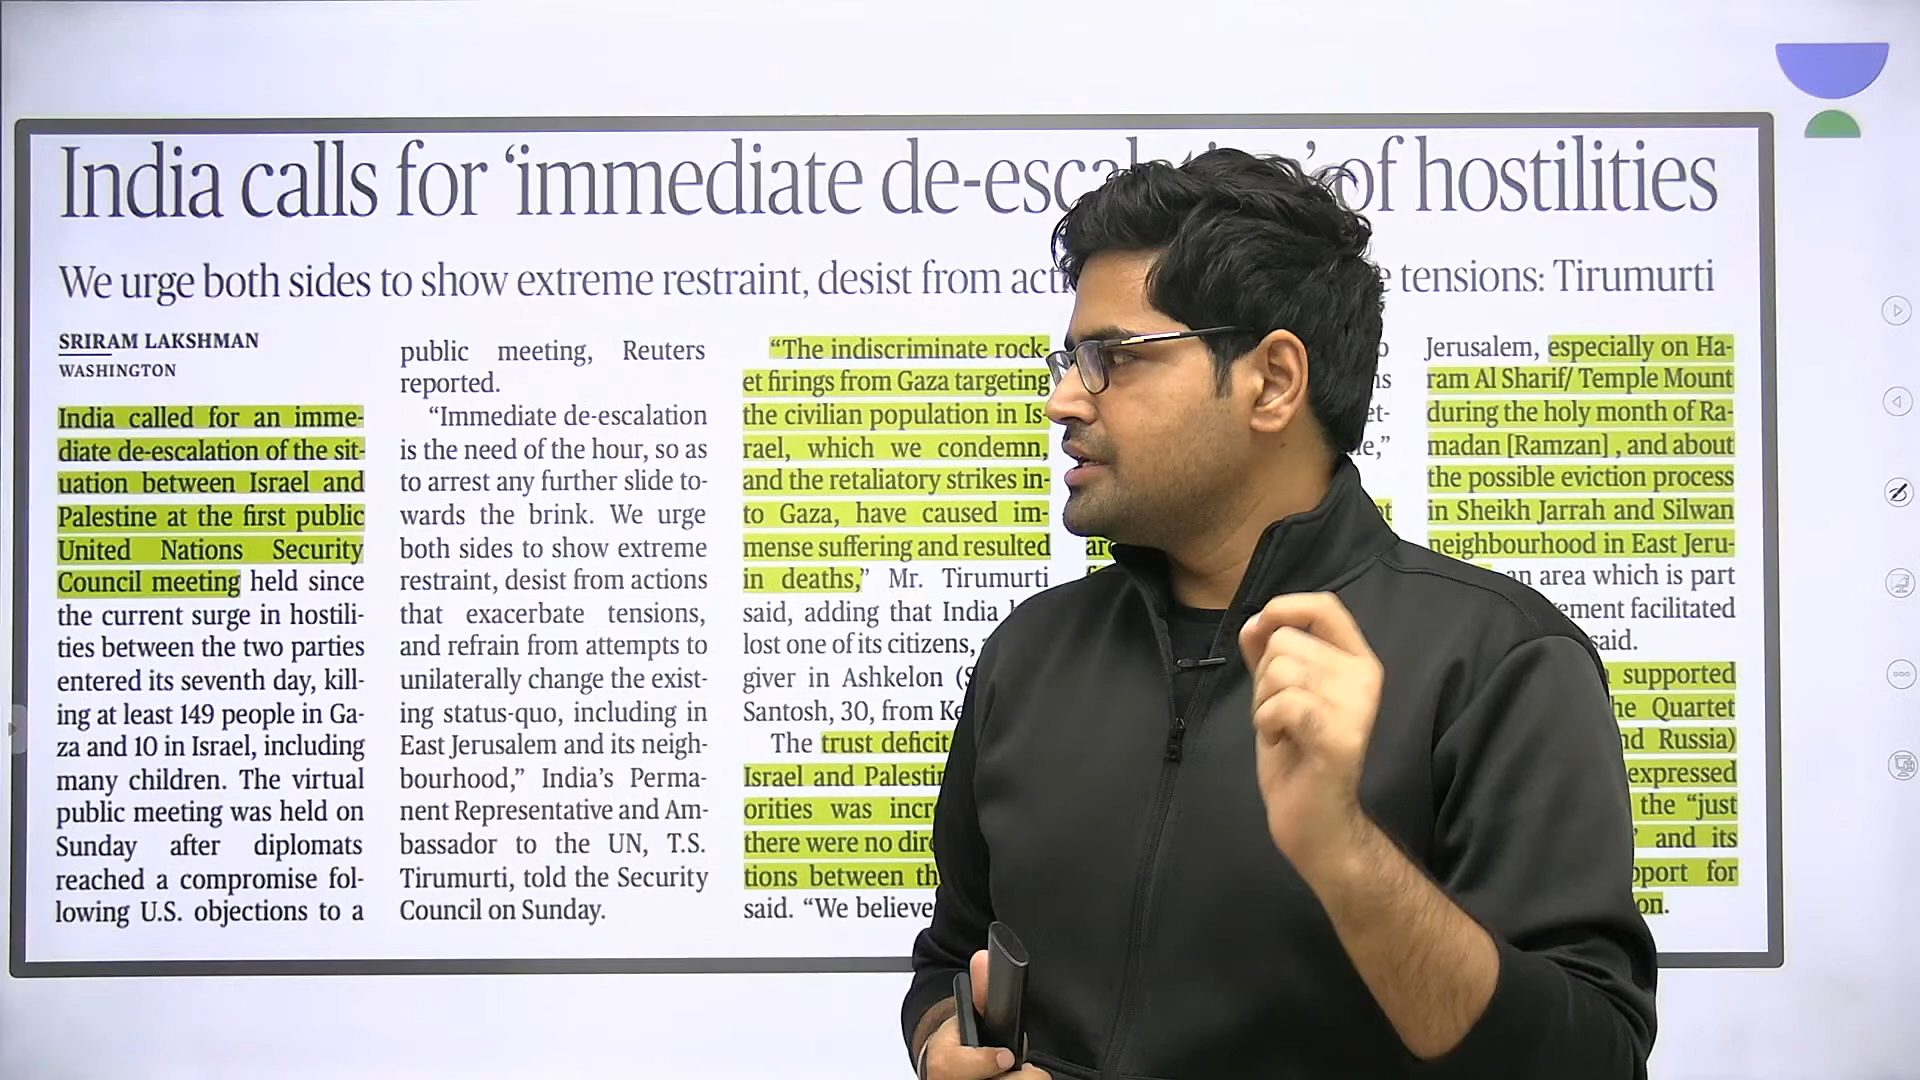 India calls for ‘immediate de-esc of hostilities
We urge both sides to show extreme restraint, desist from tensions: Tirumurti
SRIRAM LAKSHMAN
WASHINGTON
India called for an imme-
diate de-escalation of the sit-
uation between Israel and
Palestine at the first public
United Nations Security
Council meeting held since
the current surge in hostili-
ties between the two parties
entered its seventh day, kill-
ing at least 149 people in Ga-
za and 10 in Israel, including
many children. The virtual
public meeting was held on
Sunday after diplomats
reached a compromise fol-
lowing U.S. objections to a
public meeting, Reuters
reported.
“Immediate de-escalation
is the need of the hour, so as
to arrest any further slide to-
wards the brink. We urge
both sides to show extreme
restraint, desist from actions
that exacerbate tensions,
and refrain from attempts to
unilaterally change the exist-
ing status-quo, including in
East Jerusalem and its neigh-
bourhood,” India’s Perma-
nent Representative and Am-
bassador to the UN, T.S.
Tirumurti, told the Security
Council on Sunday.
“The indiscriminate rock-
et firings from Gaza targeting
the civilian population in Is-
rael, which we condemn,
and the retaliatory strikes in-
to Gaza, have caused im-
mense suffering and resulted
in deaths,” Mr. Tirumurti
said, adding that India
lost one of its citizens,
giver in Ashkelon
Santosh, 30, from
The trust deficit
Israel and
orities was
there were no
tions between
said. “We believe
Jerusalem, especially on Ha-
ram Al Sharif/ Temple Mount
during the holy month of Ra-
madan [Ramzan] , and about
the possible eviction process
in Sheikh Jarrah and Silwan
neighbourhood in East Jeru-
an area which is part
facilitated
said.
supported
Quartet
Russia)
expressed
the “just
and its
for